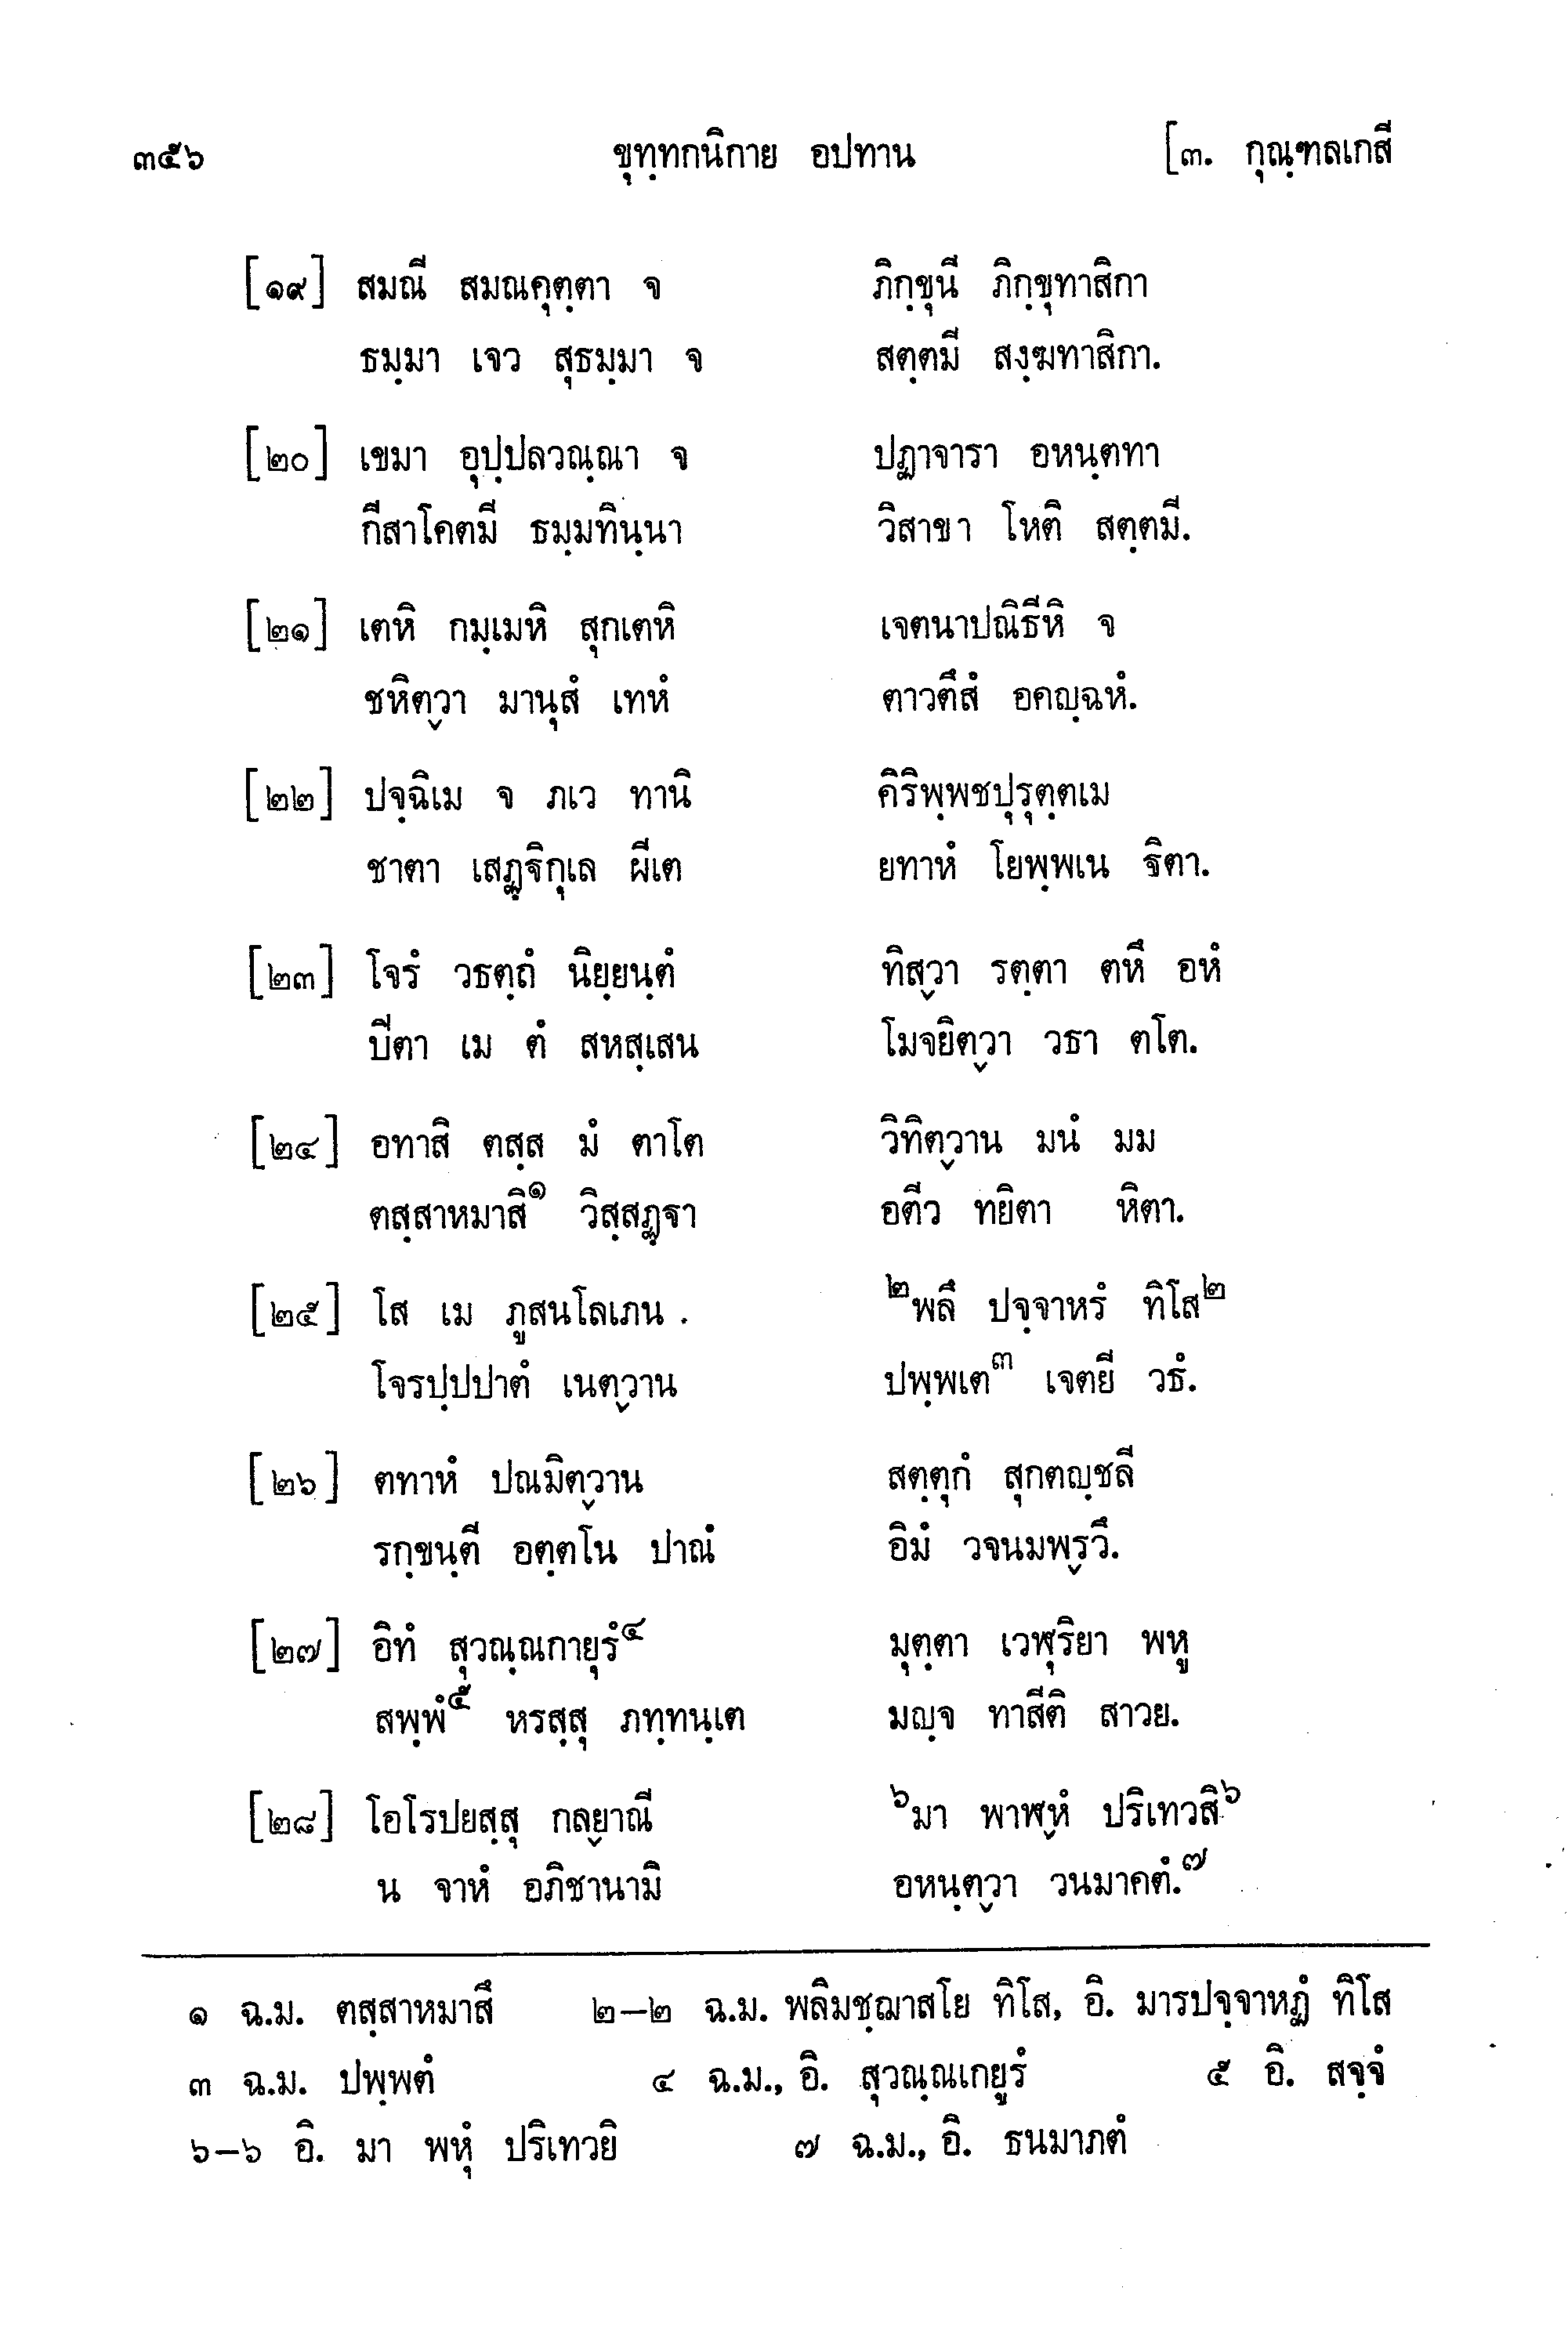 ๓๕๖ ขุทฺทกนิกาย อปทาน [๓. กุณฺฑลเกสี
[๑๙] สมณี สมณคุตฺตา จ ภิกฺขุนี ภิกฺขุทาสิกา
ธมฺมา เจว สุธมฺมา จ สตฺตมี สงฺฆทาสิกา.
[๒๐] เขมา อุปฺปลวณฺณา จ ปฏาจารา อหนฺตทา
กีสาโคตมี ธมฺมทินฺนา วิสาขา โหติ สตฺตมี.
[๒๑] เตหิ กมฺเมหิ สุกเตหิ เจตนาปณิธีหิ จ
ชหิตฺวา มานุสํ เทหํ ตาวตึสํ อคญฺฉหํ.
[๒๒] ปจฺฉิเม จ ภเว ทานิ คิริพฺพชปุรุตฺตเม
ชาตา เสฏฺฐิกุเล ผีเต ยทาหํ โยพฺพเน ฐิตา.
[๒๓] โจรํ วธตฺถํ นิยฺยนฺตํ ทิสฺวา รตฺตา ตหึ อหํ
ปีตา เม ตํ สหสฺเสน โมจยิตฺวา วธา ตโต.
[๒๔] อทาสิ ตสฺส มํ ตาโต วิทิตฺวาน มนํ มม
ตสฺสาหมาสิ๑ วิสฺสฏฺฐา อตีว ทยิตา หิตา.
[๒๕] โส เม ภูสนโลเภน ๒พลึ ปจฺจาหรํ ทิโส๒
โจรปฺปปาตํ เนตฺวาน ปพฺพเต๓ เจตยี วธํ.
[๒๖] ตทาหํ ปณมิตฺวาน สตฺตุกํ สุกตญฺชลี
รกฺขนฺตี อตฺตโน ปาณํ อิมํ วจนมพฺรวึ.
[๒๗] อิทํ สุวณฺณกายุรํ๔ มุตฺตา เวฬุริยา พหู
สพฺพํ๕ หรสฺสุ ภทฺทนฺเต มญฺจ ทาสีติ สาวย.
[๒๘] โอโรปยสฺสุ กลฺยาณี ๖มา พาฬฺหํ ปริเทวสิ๖
น จาหํ อภิชานามิ อหนฺตฺวา วนมาคตํ.๗
๑ ฉ.ม. ตสฺสาหมาสึ ๒–๒ ฉ.ม. พลิมชฺฌาสโย ทิโส, อิ. มารปจฺจาหฏํ ทิโส
๓ ฉ.ม. ปพฺพตํ ๔ ฉ.ม., อิ. สุวณฺณเกยูรํ ๕ อิ. สจฺจํ
๖–๖ อิ. มา พหุํ ปริเทวยิ ๗ ฉ.ม., อิ. ธนมาภตํ